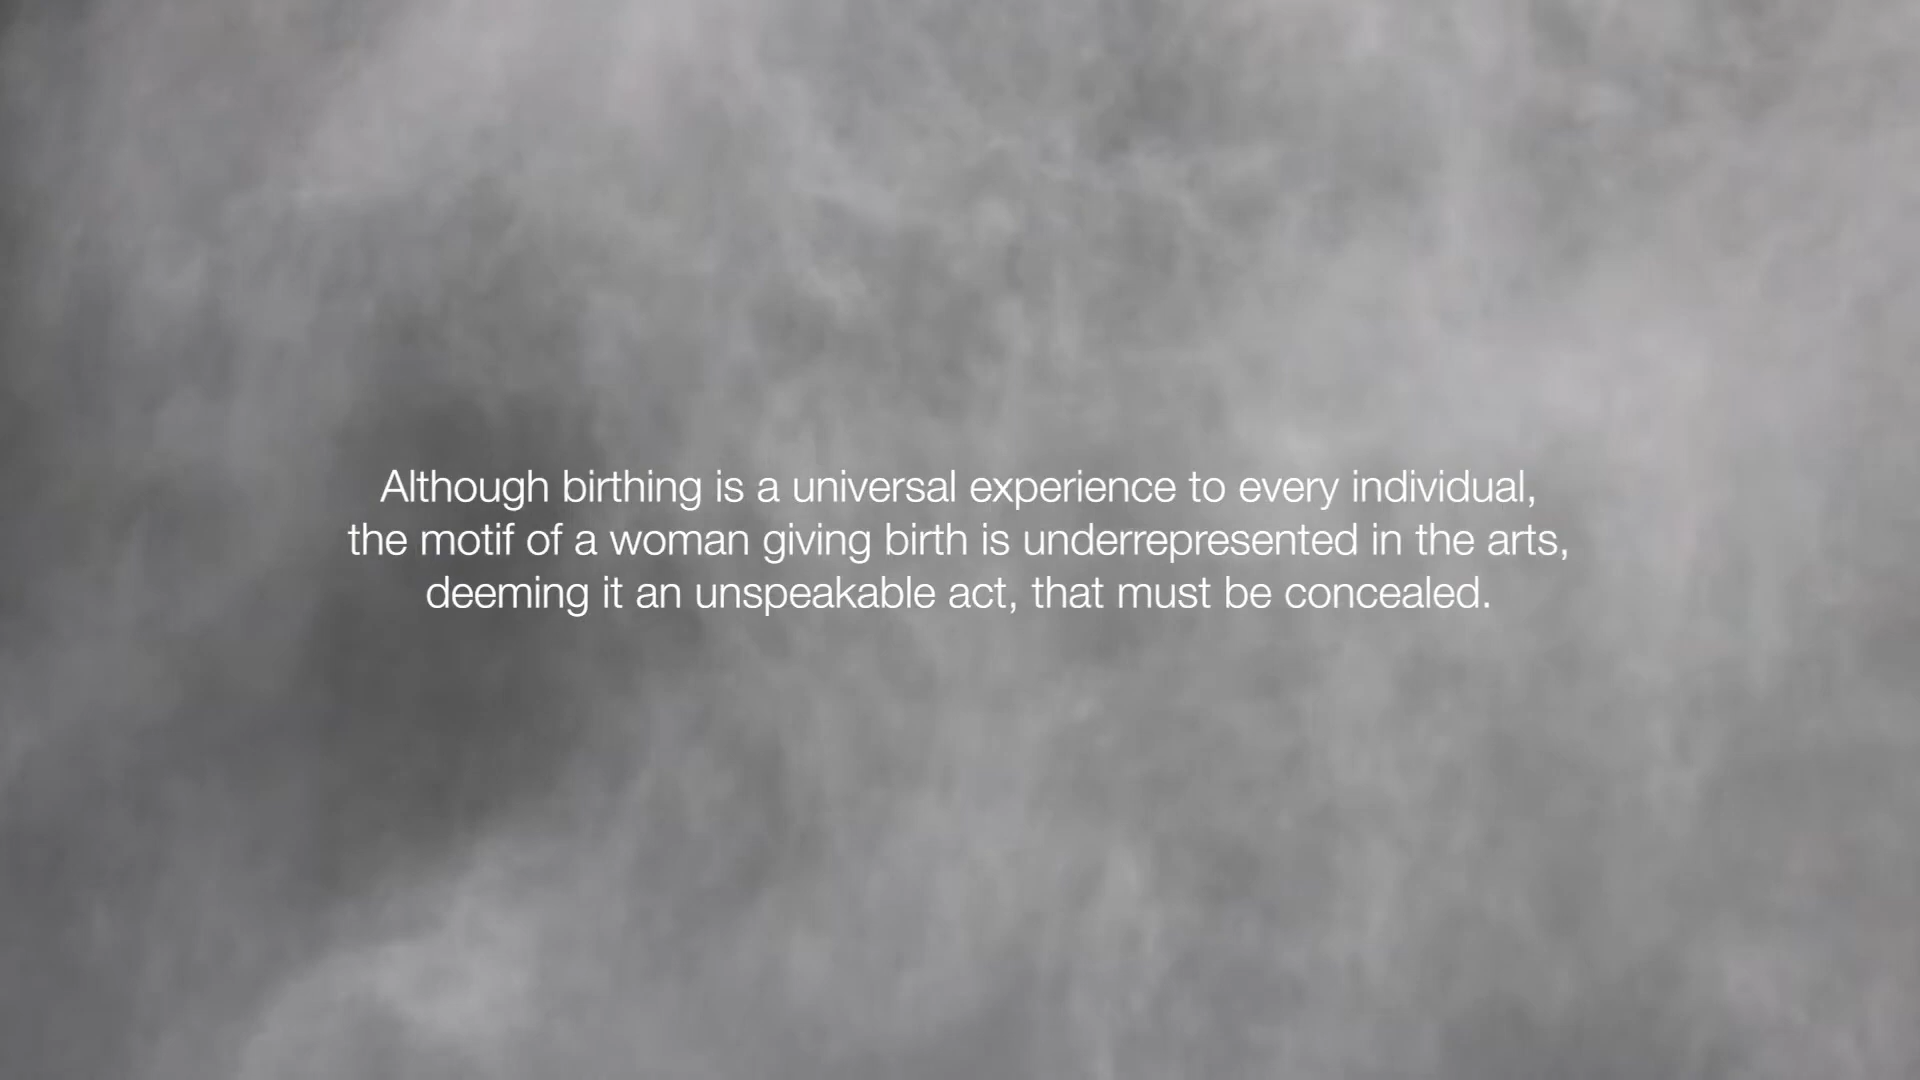 Although birthing is a universal experience to every individual,
the motif of a woman giving birth is underrepresented in the arts,
deeming it an unspeakable act, that must be concealed.